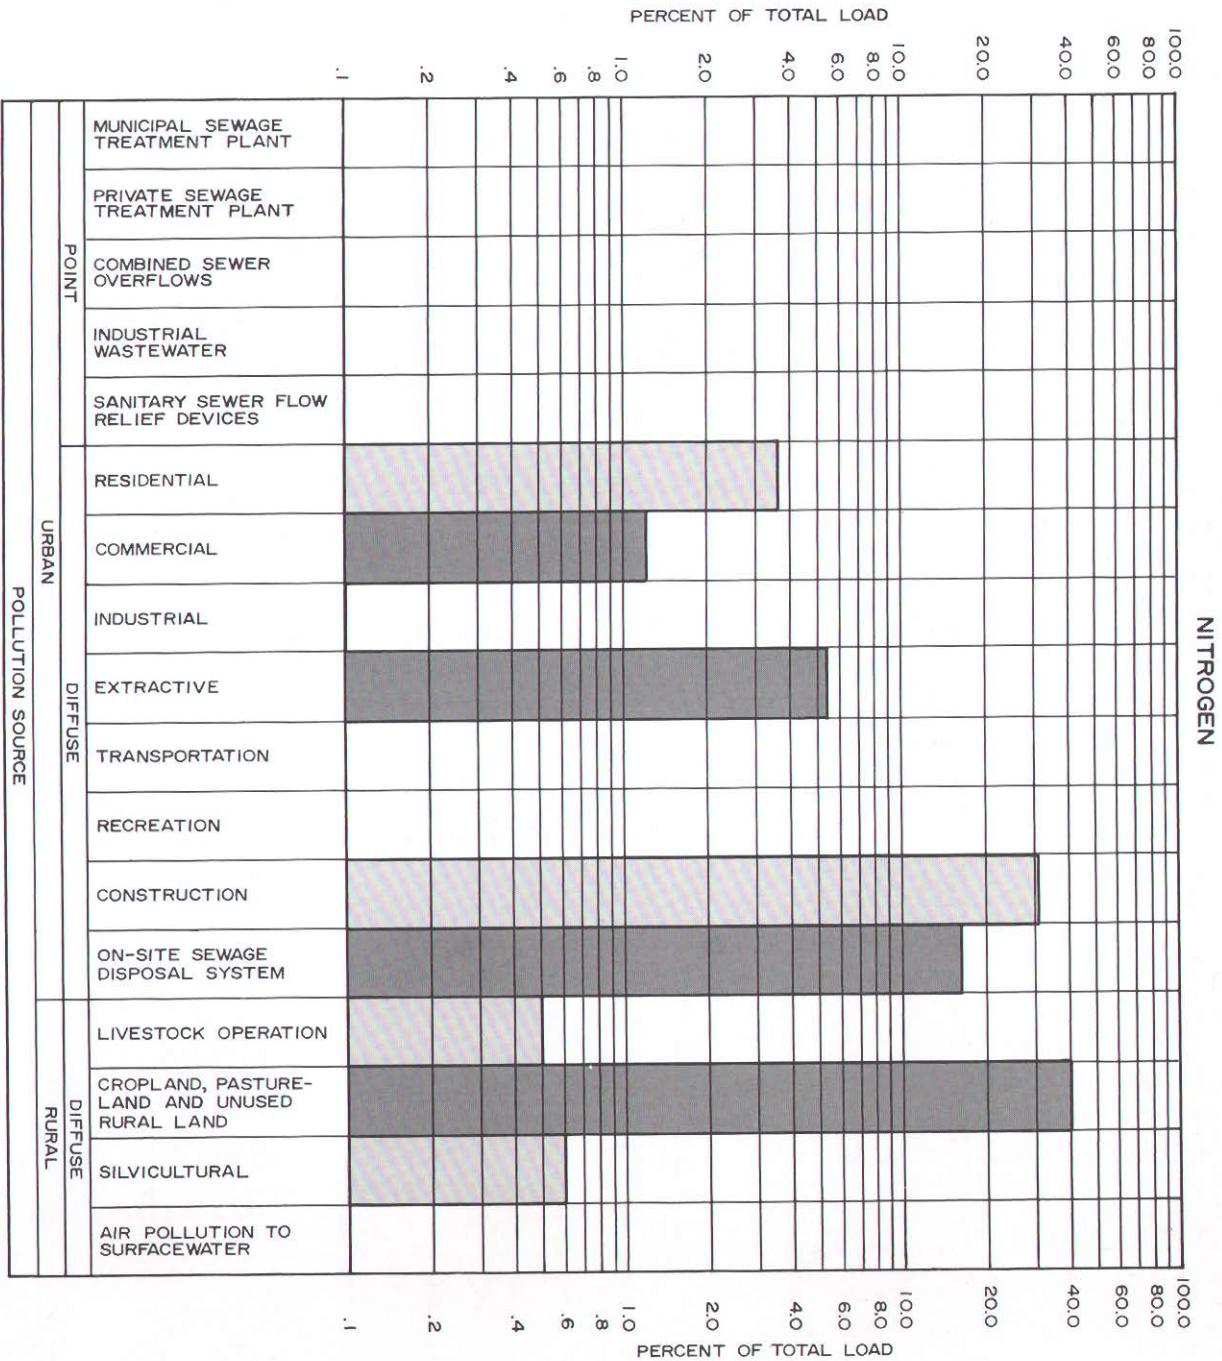 PERCENT OF TOTAL LOAD
.1 .2 .4 .6 .8 1.0 2.0 4.0 6.0 8.0 10.0 20.0 40.0 60.0 80.0 100.0
NITROGEN
POLLUTION SOURCE
URBAN
POINT
MUNICIPAL SEWAGE
TREATMENT PLANT
PRIVATE SEWAGE
TREATMENT PLANT
COMBINED SEWER
OVERFLOWS
INDUSTRIAL
WASTEWATER
SANITARY SEWER FLOW
RELIEF DEVICES
DIFFUSE
RESIDENTIAL
COMMERCIAL
INDUSTRIAL
EXTRACTIVE
TRANSPORTATION
RECREATION
CONSTRUCTION
ON-SITE SEWAGE
DISPOSAL SYSTEM
RURAL
DIFFUSE
LIVESTOCK OPERATION
CROPLAND, PASTURE-
LAND AND UNUSED
RURAL LAND
SILVICULTURAL
AIR POLLUTION TO
SURFACEWATER
.1 .2 .4 .6 .8 1.0 2.0 4.0 6.0 8.0 10.0 20.0 40.0 60.0 80.0 100.0
PERCENT OF TOTAL LOAD